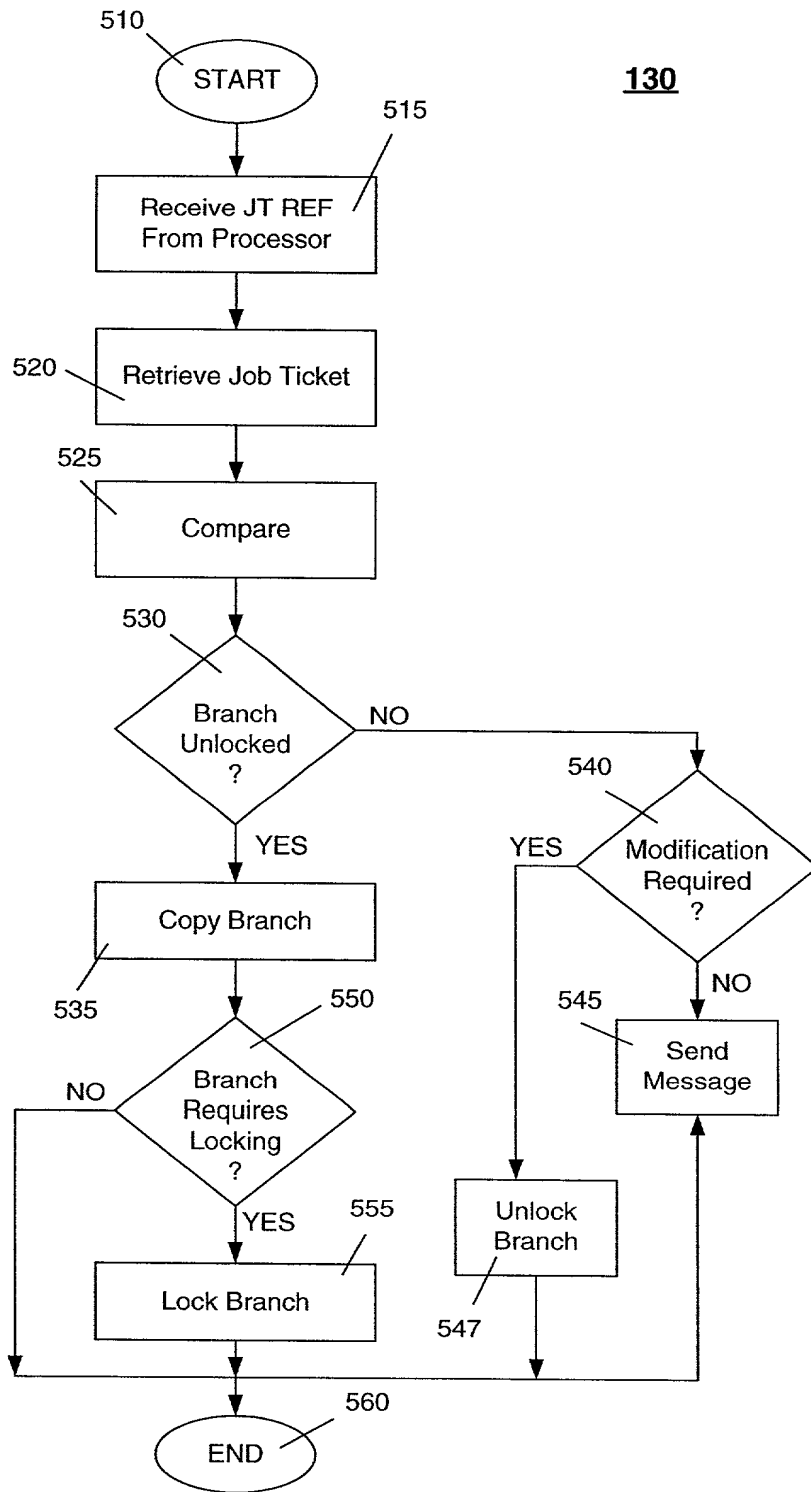 510
START
130
515
Receive JT REF
From Processor
520
Retrieve Job Ticket
525
Compare
530
Branch
Unlocked
?
NO
YES
540
Modification
Required
?
YES
NO
Copy Branch
535
550
Branch
Requires
Locking
?
NO
YES
545
Send
Message
555
Lock Branch
Unlock
Branch
547
560
END